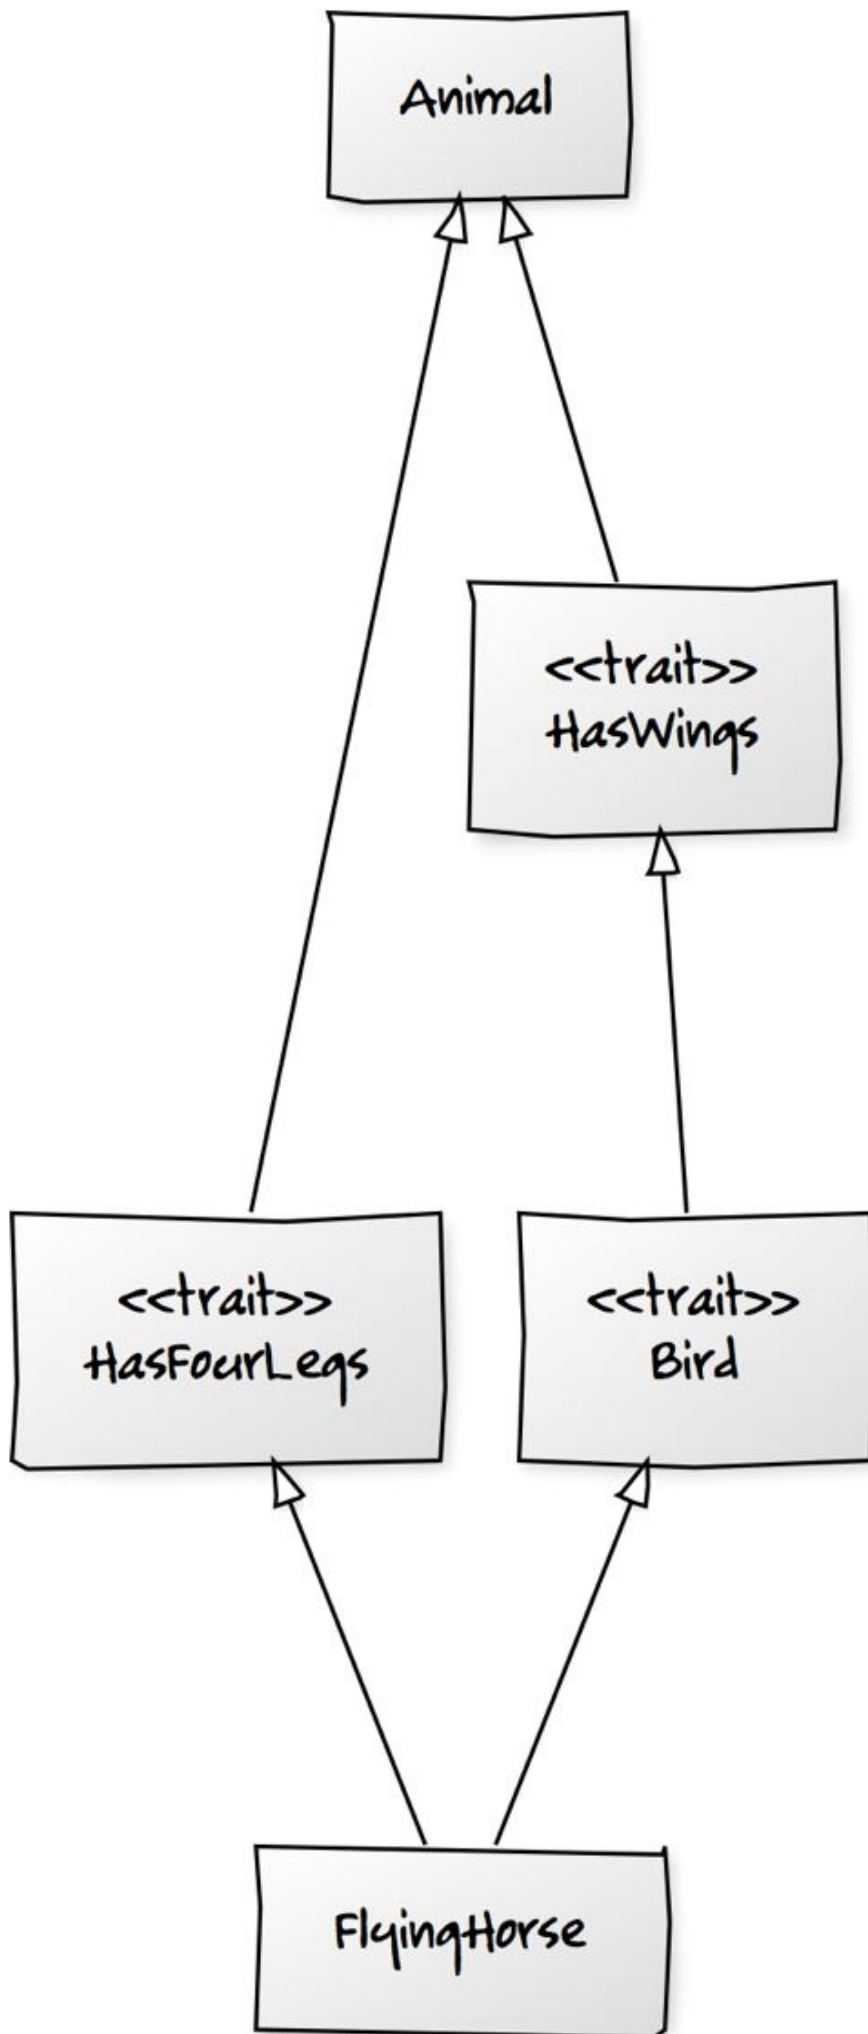 Animal
<<trait>>
HasWings
<<trait>>
HasFourLegs
<<trait>>
Bird
FlyingHorse